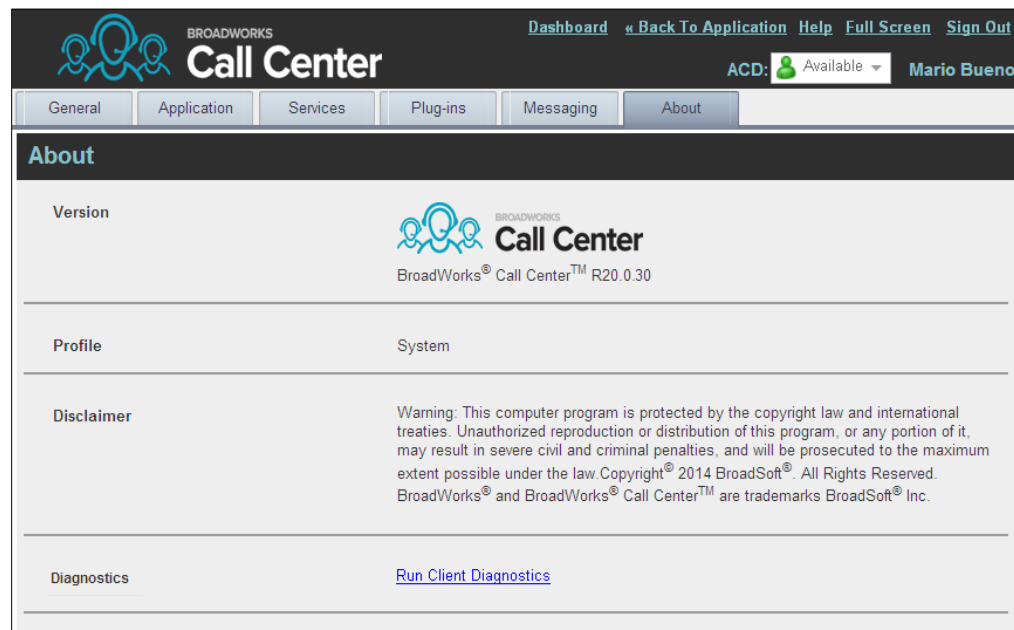 BROADWORKS
Call Center
Dashboard « Back To Application Help Full Screen Sign Out
ACD: Available Mario Bueno
General Application Services Plug-ins Messaging About
About
Version
BROADWORKS
Call Center
BroadWorks® Call Center™ R20.0.30
Profile System
Disclaimer
Warning: This computer program is protected by the copyright law and international
treaties. Unauthorized reproduction or distribution of this program, or any portion of it,
may result in severe civil and criminal penalties, and will be prosecuted to the maximum
extent possible under the law.Copyright® 2014 BroadSoft®. All Rights Reserved.
BroadWorks® and BroadWorks® Call Center™ are trademarks BroadSoft® Inc.
Diagnostics Run Client Diagnostics